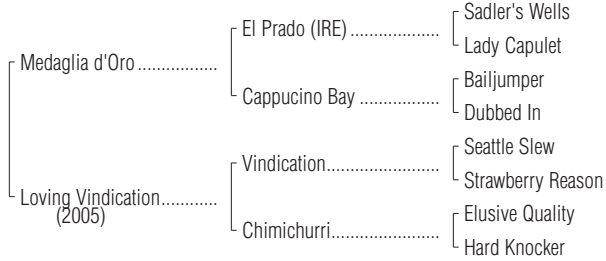 Sadler's Wells
El Prado (IRE) ....................
Lady Capulet
Medaglia d'Oro ..................
Bailjumper
Cappucino Bay ..................
Dubbed In
Seattle Slew
Vindication.........................
Strawberry Reason
Loving Vindication.............
(2005)
Elusive Quality
Chimichurri........................
Hard Knocker